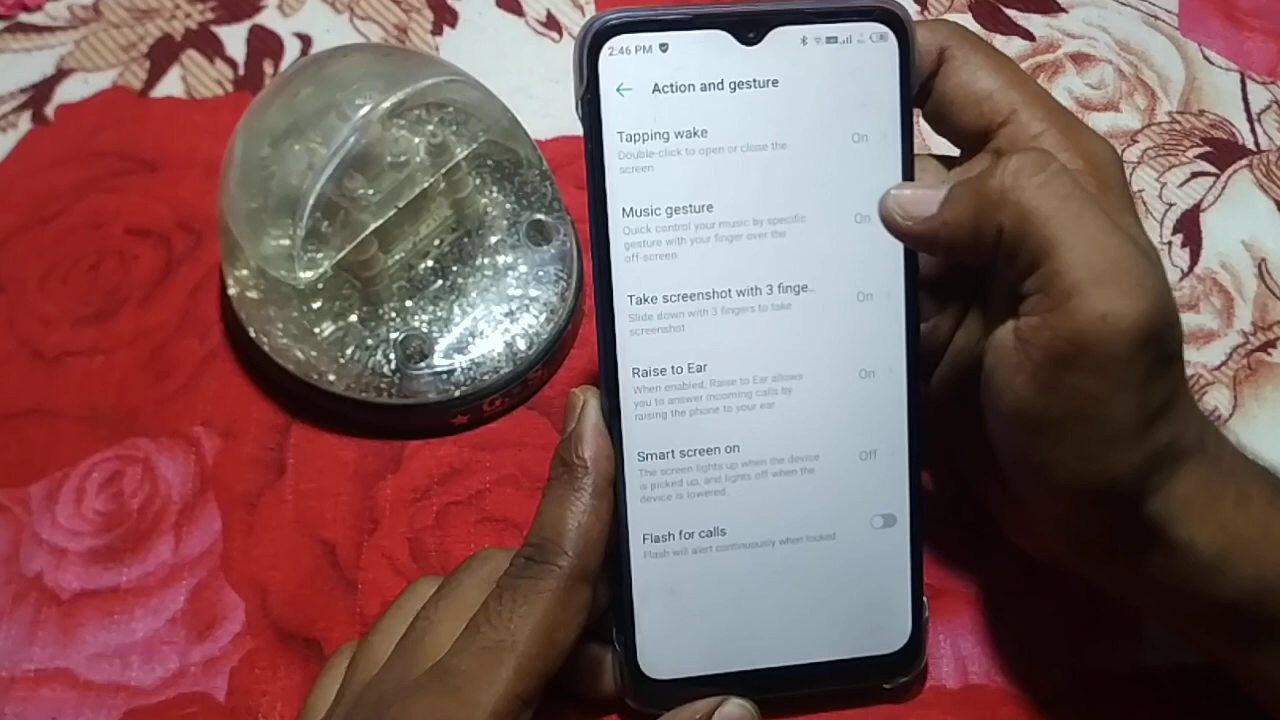 2:46 PM
Action and gesture
Tapping wake
On
Double-click to open or close the
screen
Music gesture
On
Quick control your music by specific
gesture with your finger over the
off-screen
Take screenshot with 3 finge..
On
Slide down with 3 fingers to take
screenshot
Raise to Ear
On
When enabled, Raise to Ear allows
you to answer incoming calls by
raising the phone to your ear
Smart screen on
Off
The screen lights up when the device
is picked up, and lights off when the
device is lowered
Flash for calls
Flash will alert continuously when locked